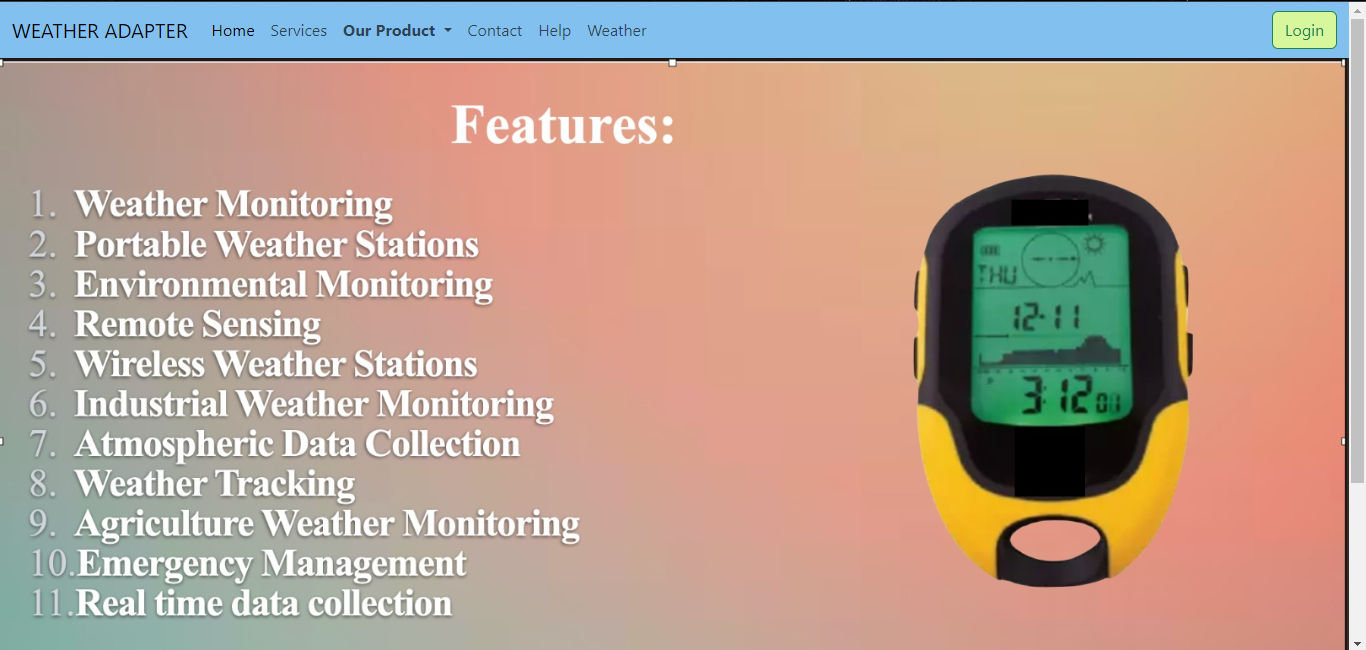 WEATHER ADAPTER Home Services Our Product Contact Help Weather Login
Features:
1. Weather Monitoring
2. Portable Weather Stations
3. Environmental Monitoring
4. Remote Sensing
5. Wireless Weather Stations
6. Industrial Weather Monitoring
7. Atmospheric Data Collection
8. Weather Tracking
9. Agriculture Weather Monitoring
10.Emergency Management
11.Real time data collection
THU
12-11
P
3:12 01